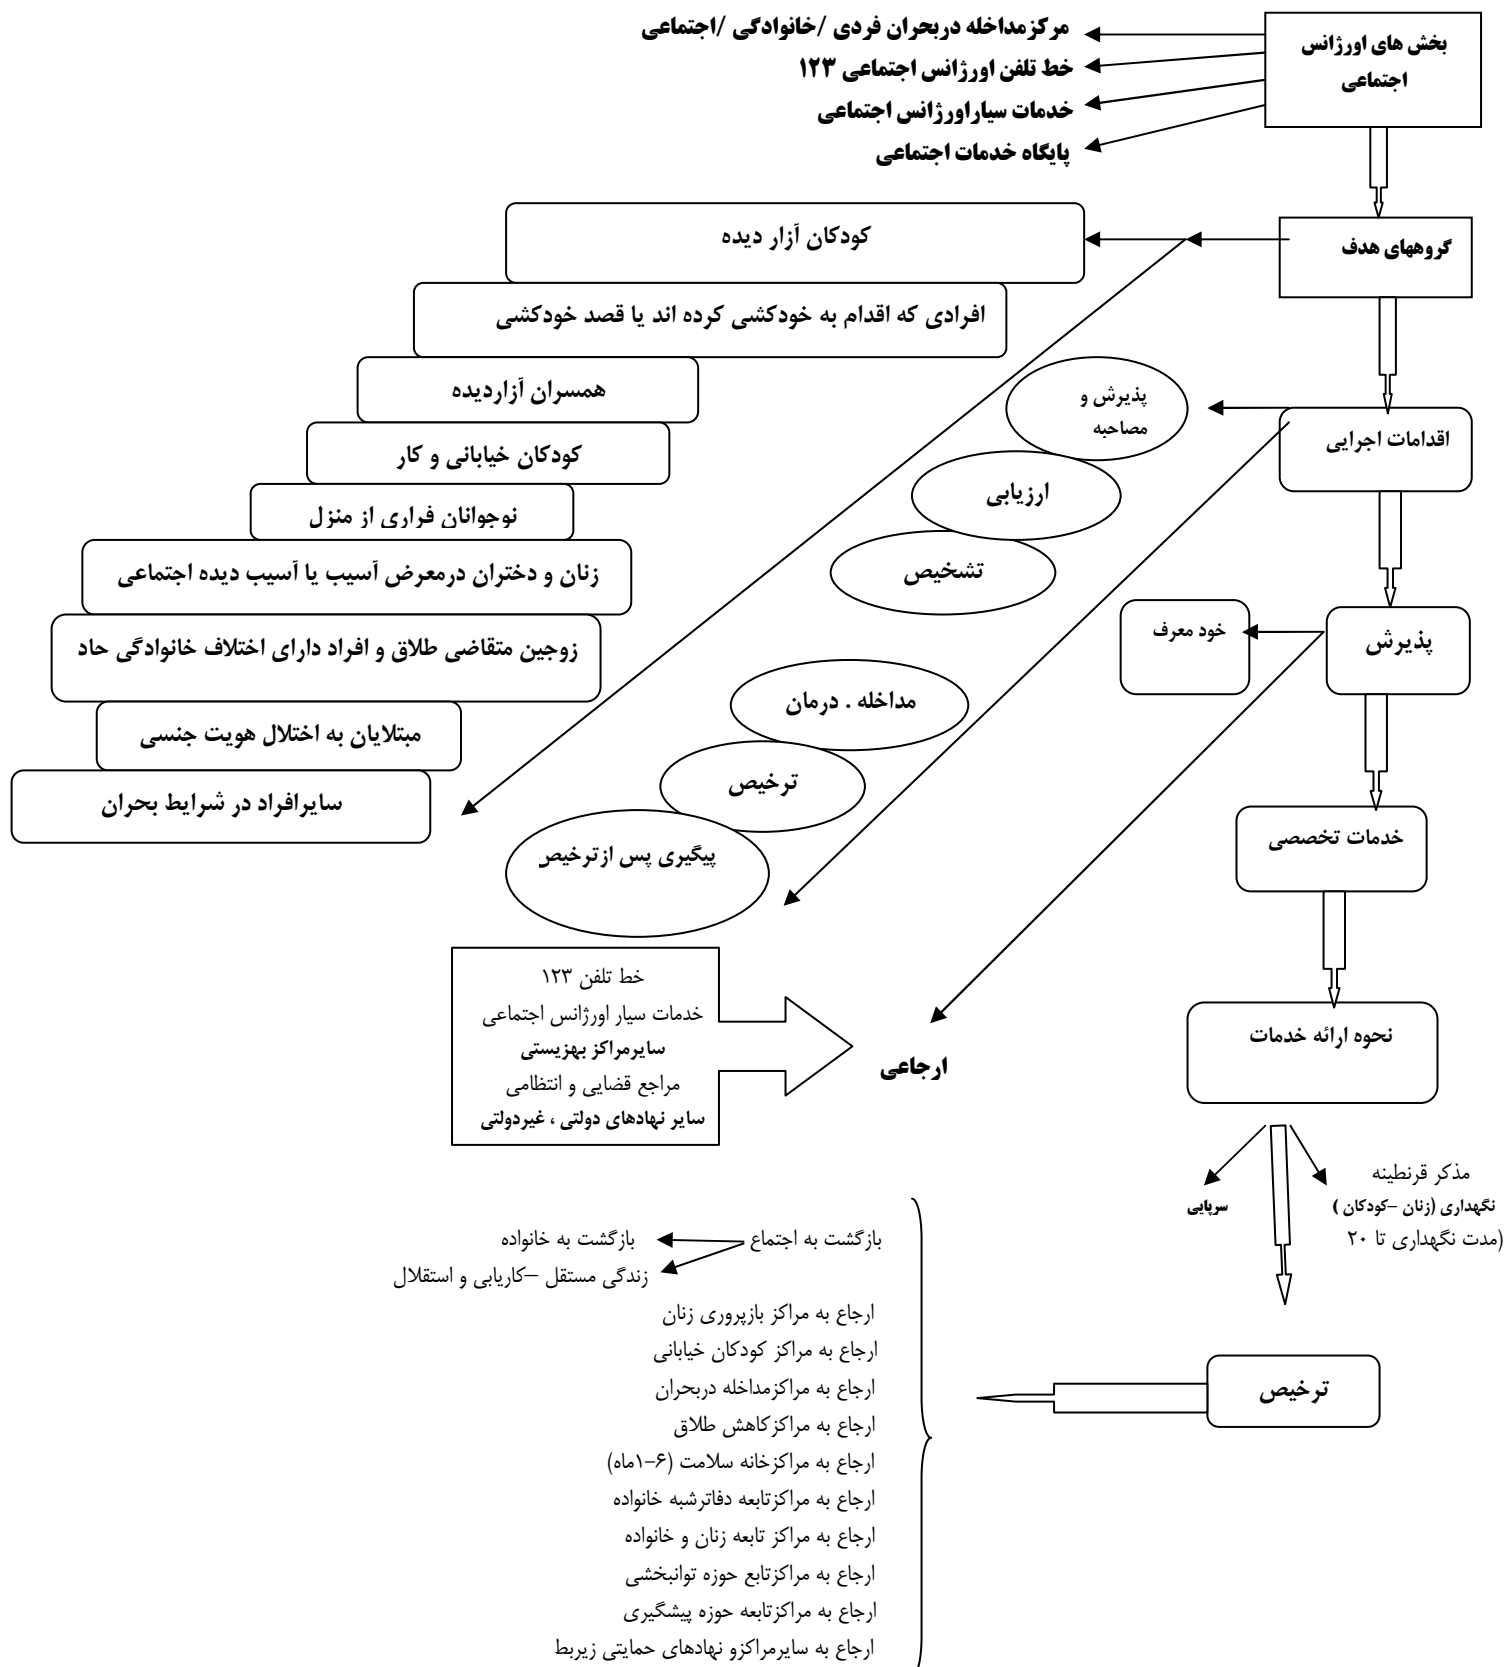 بخش های اورژانس
اجتماعی
مرکزمداخله دربحران فردی /خانوادگی /اجتماعی
خط تلفن اورژانس اجتماعی ۱۲۳
خدمات سیاراورژانس اجتماعی
پایگاه خدمات اجتماعی
گروههای هدف
کودکان آزار دیده
افرادی که اقدام به خودکشی کرده اند یا قصد خودکشی
همسران آزاردیده
کودکان خیابانی و کار
نوجوانان فراری از منزل
زنان و دختران درمعرض آسیب یا آسیب دیده اجتماعی
زوجین متقاضی طلاق و افراد دارای اختلاف خانوادگی حاد
مبتلایان به اختلال هویت جنسی
سایرافراد در شرایط بحران
اقدامات اجرایی
پذیرش و
مصاحبه
ارزیابی
تشخیص
مداخله . درمان
ترخیص
پیگیری پس ازترخیص
پذیرش
خود معرف
ارجاعی
خط تلفن ۱۲۳
خدمات سیار اورژانس اجتماعی
سایرمراکز بهزیستی
مراجع قضایی و انتظامی
سایر نهادهای دولتی ، غیردولتی
خدمات تخصصی
نحوه ارائه خدمات
مذکر قرنطینه
نگهداری (زنان –کودکان )
(مدت نگهداری تا ۲۰
سرپایی
ترخیص
بازگشت به اجتماع
بازگشت به خانواده
زندگی مستقل –کاریابی و استقلال
ارجاع به مراکز بازپروری زنان
ارجاع به مراکز کودکان خیابانی
ارجاع به مراکزمداخله دربحران
ارجاع به مراکزکاهش طلاق
ارجاع به مراکزخانه سلامت (۶-۱ماه)
ارجاع به مراکزتابعه دفاترشبه خانواده
ارجاع به مراکز تابعه زنان و خانواده
ارجاع به مراکزتابع حوزه توانبخشی
ارجاع به مراکزتابعه حوزه پیشگیری
ارجاع به سایرمراکزو نهادهای حمایتی زیربط